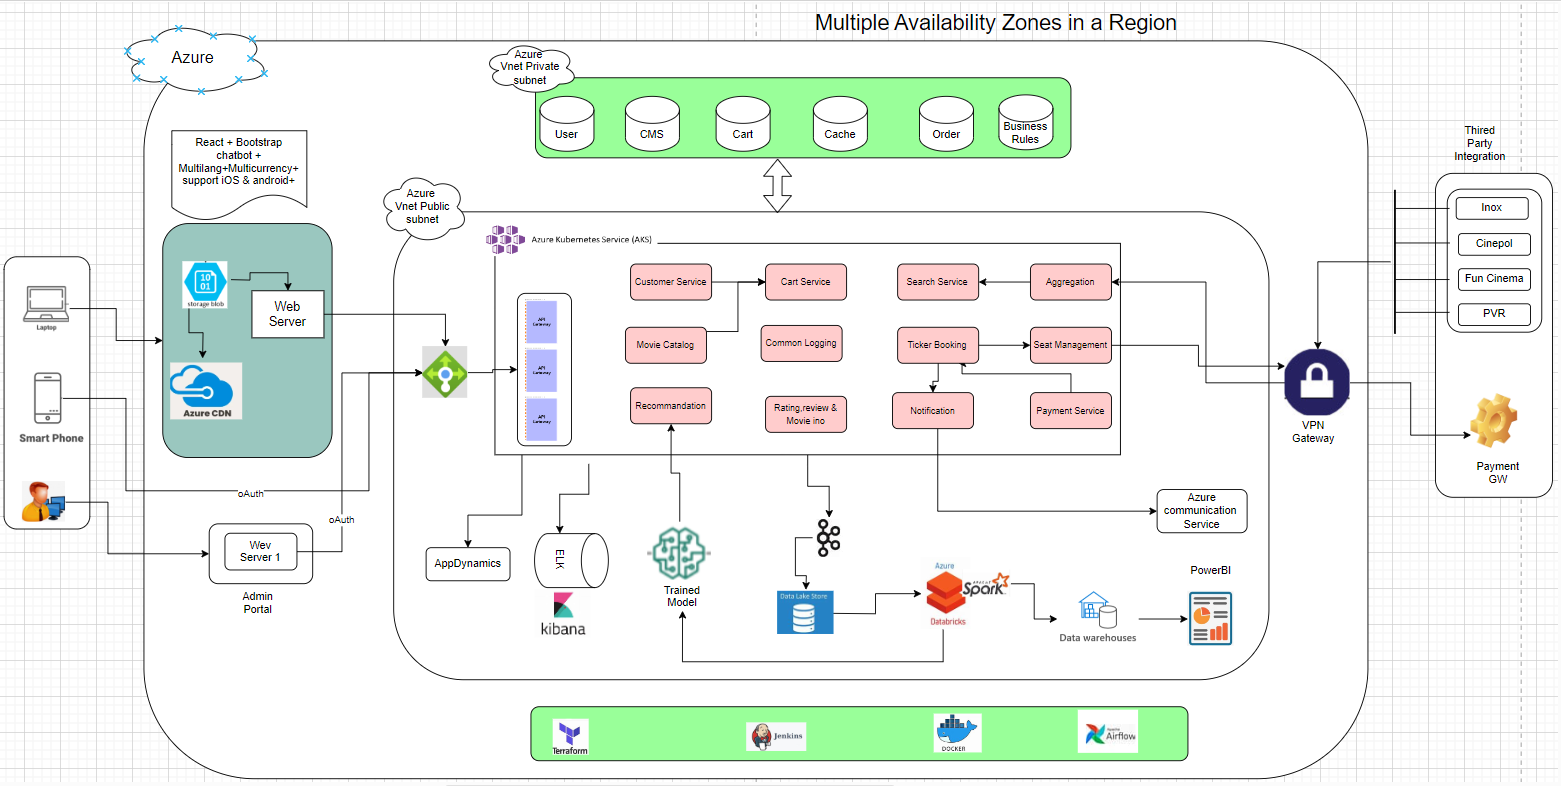 Multiple Availability Zones in a Region
Azure
Azure
Vnet Private
subnet
User
CMS
Cart
Cache
Order
Business
Rules
React + Bootstrap
chatbot +
Multilang+Multicurrency+
support iOS & android+
Thired
Party
Integration
Azure
Vnet Public
subnet
Azure Kubernetes Service (AKS)
Inox
Cinepol
Fun Cinema
PVR
10
01
storage blob
Web
Server
Azure CDN
Laptop
Smart Phone
API
Gateway
API
Gateway
API
Gateway
Customer Service
Cart Service
Search Service
Aggregation
Movie Catalog
Common Logging
Ticker Booking
Seat Management
Recommandation
Rating,review &
Movie ino
Notification
Payment Service
VPN
Gateway
Payment
GW
oAuth
oAuth
Wev
Server 1
Admin
Portal
AppDynamics
ELK
kibana
Trained
Model
Data Lake Store
Azure
Databricks
APACHE
Spark
Azure
communication
Service
Data warehouses
PowerBI
Terraform
Jenkins
DOCKER
Apache
Airflow